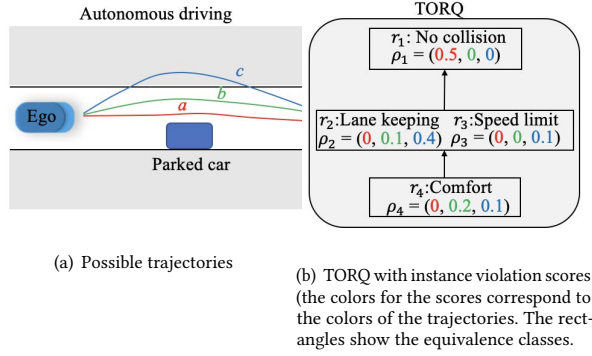 Autonomous driving
c
b
a
Ego
Parked car
(a) Possible trajectories
TORQ
r₁: No collision
ρ₁ = (0.5, 0, 0)
r₂:Lane keeping r₃:Speed limit
ρ₂ = (0, 0.1, 0.4) ρ₃ = (0, 0, 0.1)
r₄:Comfort
ρ₄ = (0, 0.2, 0.1)
(b) TORQ with instance violation scores
(the colors for the scores correspond to
the colors of the trajectories. The rect-
angles show the equivalence classes.